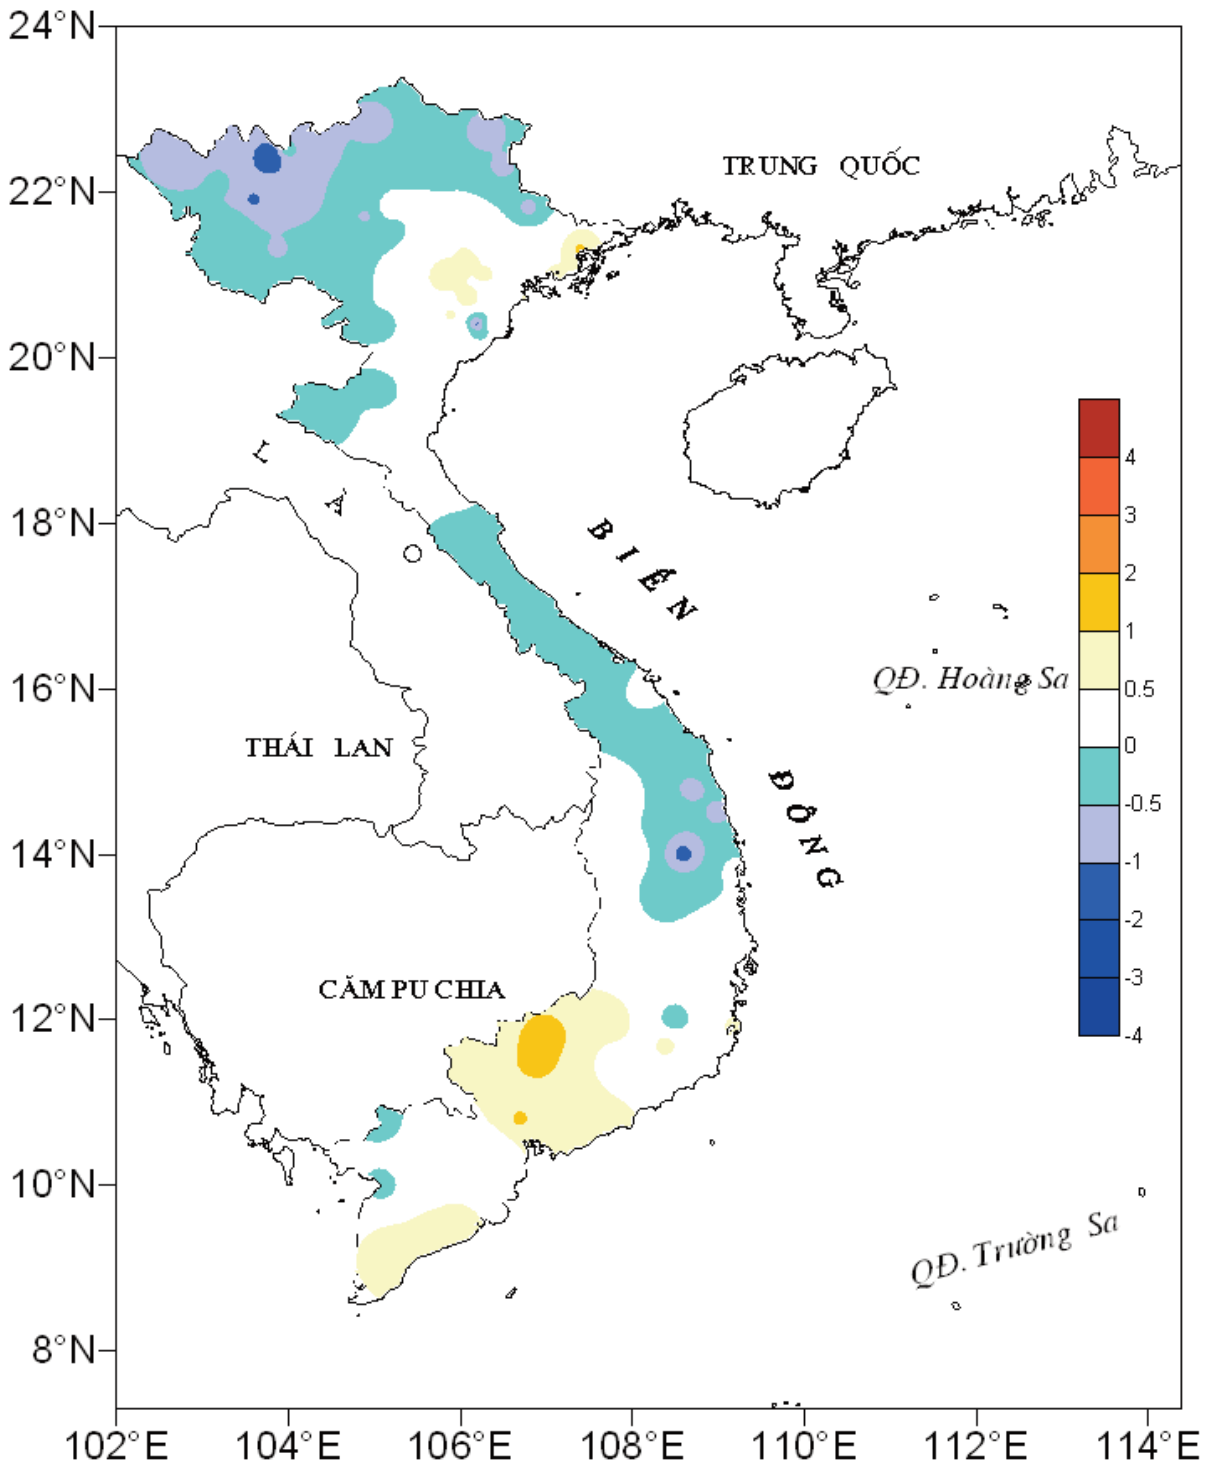 24°N
22°N
20°N
18°N
16°N
14°N
12°N
10°N
8°N
102°E 104°E 106°E 108°E 110°E 112°E 114°E
TRUNG QUỐC
L A O
BIỂN
ĐÔNG
QĐ. Hoàng Sa
THÁI LAN
CĂM PU CHIA
QĐ. Trường Sa
4
3
2
1
0.5
0
-0.5
-1
-2
-3
-4